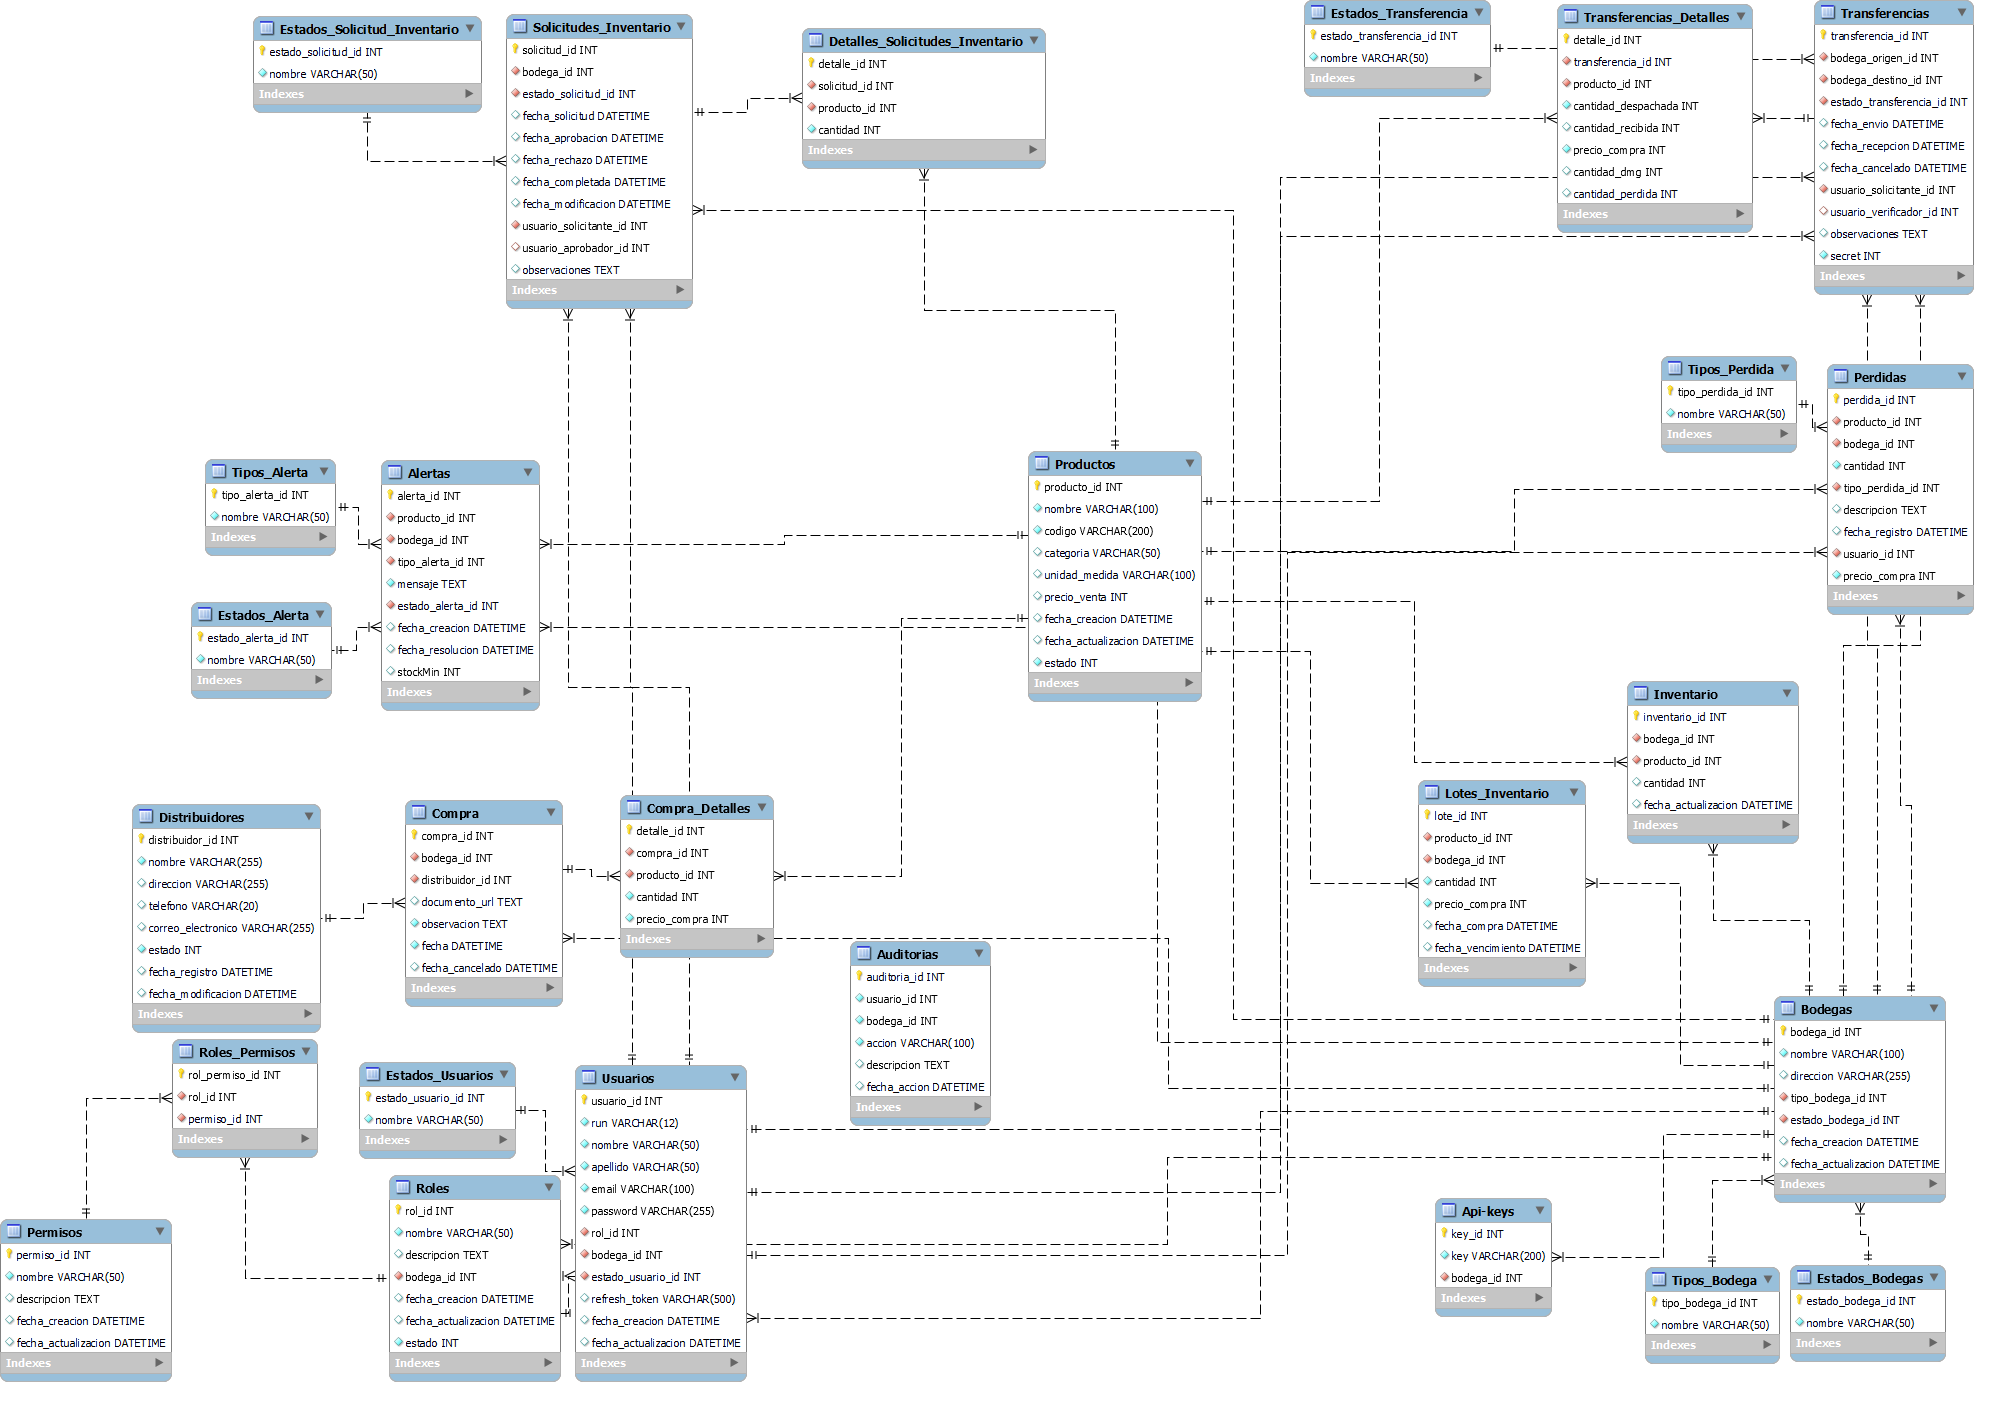 Estados_Solicitud_Inventario
estado_solicitud_id INT
nombre VARCHAR(50)
Indexes
Solicitudes_Inventario
solicitud_id INT
bodega_id INT
estado_solicitud_id INT
fecha_solicitud DATETIME
fecha_aprobacion DATETIME
fecha_rechazo DATETIME
fecha_completada DATETIME
fecha_modificacion DATETIME
usuario_solicitante_id INT
usuario_aprobador_id INT
observaciones TEXT
Indexes
Detalles_Solicitudes_Inventario
detalle_id INT
solicitud_id INT
producto_id INT
cantidad INT
Indexes
Estados_Transferencia
estado_transferencia_id INT
nombre VARCHAR(50)
Indexes
Transferencias_Detalles
detalle_id INT
transferencia_id INT
producto_id INT
cantidad_despachada INT
cantidad_recibida INT
precio_compra INT
cantidad_dmg INT
cantidad_perdida INT
Indexes
Transferencias
transferencia_id INT
bodega_origen_id INT
bodega_destino_id INT
estado_transferencia_id INT
fecha_envio DATETIME
fecha_recepcion DATETIME
fecha_cancelado DATETIME
usuario_solicitante_id INT
usuario_verificador_id INT
observaciones TEXT
secret INT
Indexes
Tipos_Perdida
tipo_perdida_id INT
nombre VARCHAR(50)
Indexes
Perdidas
perdida_id INT
producto_id INT
bodega_id INT
cantidad INT
tipo_perdida_id INT
descripcion TEXT
fecha_registro DATETIME
usuario_id INT
precio_compra INT
Indexes
Tipos_Alerta
tipo_alerta_id INT
nombre VARCHAR(50)
Indexes
Alertas
alerta_id INT
producto_id INT
bodega_id INT
tipo_alerta_id INT
mensaje TEXT
estado_alerta_id INT
fecha_creacion DATETIME
fecha_resolucion DATETIME
stockMin INT
Indexes
Estados_Alerta
estado_alerta_id INT
nombre VARCHAR(50)
Indexes
Productos
producto_id INT
nombre VARCHAR(100)
codigo VARCHAR(200)
categoria VARCHAR(50)
unidad_medida VARCHAR(100)
precio_venta INT
fecha_creacion DATETIME
fecha_actualizacion DATETIME
estado INT
Indexes
Inventario
inventario_id INT
bodega_id INT
producto_id INT
cantidad INT
fecha_actualizacion DATETIME
Indexes
Lotes_Inventario
lote_id INT
producto_id INT
bodega_id INT
cantidad INT
precio_compra INT
fecha_compra DATETIME
fecha_vencimiento DATETIME
Indexes
Distribuidores
distribuidor_id INT
nombre VARCHAR(255)
direccion VARCHAR(255)
telefono VARCHAR(20)
correo_electronico VARCHAR(255)
estado INT
fecha_registro DATETIME
fecha_modificacion DATETIME
Indexes
Compra
compra_id INT
bodega_id INT
distribuidor_id INT
documento_url TEXT
observacion TEXT
fecha DATETIME
fecha_cancelado DATETIME
Indexes
Compra_Detalles
detalle_id INT
compra_id INT
producto_id INT
cantidad INT
precio_compra INT
Indexes
Auditorias
auditoria_id INT
usuario_id INT
bodega_id INT
accion VARCHAR(100)
descripcion TEXT
fecha_accion DATETIME
Indexes
Bodegas
bodega_id INT
nombre VARCHAR(100)
direccion VARCHAR(255)
tipo_bodega_id INT
estado_bodega_id INT
fecha_creacion DATETIME
fecha_actualizacion DATETIME
Indexes
Roles_Permisos
rol_permiso_id INT
rol_id INT
permiso_id INT
Indexes
Estados_Usuarios
estado_usuario_id INT
nombre VARCHAR(50)
Indexes
Usuarios
usuario_id INT
run VARCHAR(12)
nombre VARCHAR(50)
apellido VARCHAR(50)
email VARCHAR(100)
password VARCHAR(255)
rol_id INT
bodega_id INT
estado_usuario_id INT
refresh_token VARCHAR(500)
fecha_creacion DATETIME
fecha_actualizacion DATETIME
Indexes
Roles
rol_id INT
nombre VARCHAR(50)
descripcion TEXT
bodega_id INT
fecha_creacion DATETIME
fecha_actualizacion DATETIME
estado INT
Indexes
Permisos
permiso_id INT
nombre VARCHAR(50)
descripcion TEXT
fecha_creacion DATETIME
fecha_actualizacion DATETIME
Indexes
Api-keys
key_id INT
key VARCHAR(200)
bodega_id INT
Indexes
Tipos_Bodega
tipo_bodega_id INT
nombre VARCHAR(50)
Indexes
Estados_Bodegas
estado_bodega_id INT
nombre VARCHAR(50)
Indexes